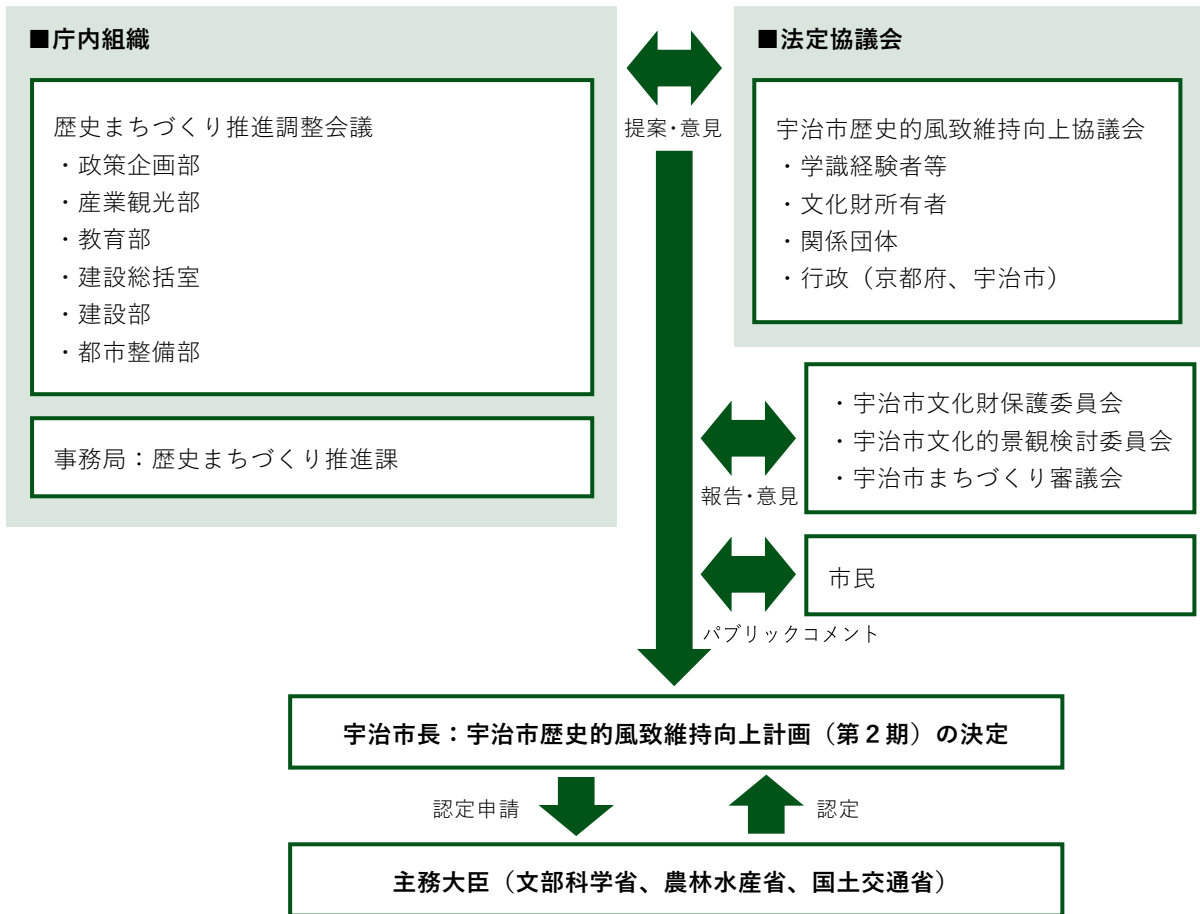 ■庁内組織
歴史まちづくり推進調整会議
・政策企画部
・産業観光部
・教育部
・建設総括室
・建設部
・都市整備部
事務局：歴史まちづくり推進課
提案・意見
■法定協議会
宇治市歴史的風致維持向上協議会
・学識経験者等
・文化財所有者
・関係団体
・行政（京都府、宇治市）
・宇治市文化財保護委員会
・宇治市文化的景観検討委員会
・宇治市まちづくり審議会
報告・意見
市民
パブリックコメント
宇治市長：宇治市歴史的風致維持向上計画（第２期）の決定
認定申請
認定
主務大臣（文部科学省、農林水産省、国土交通省）